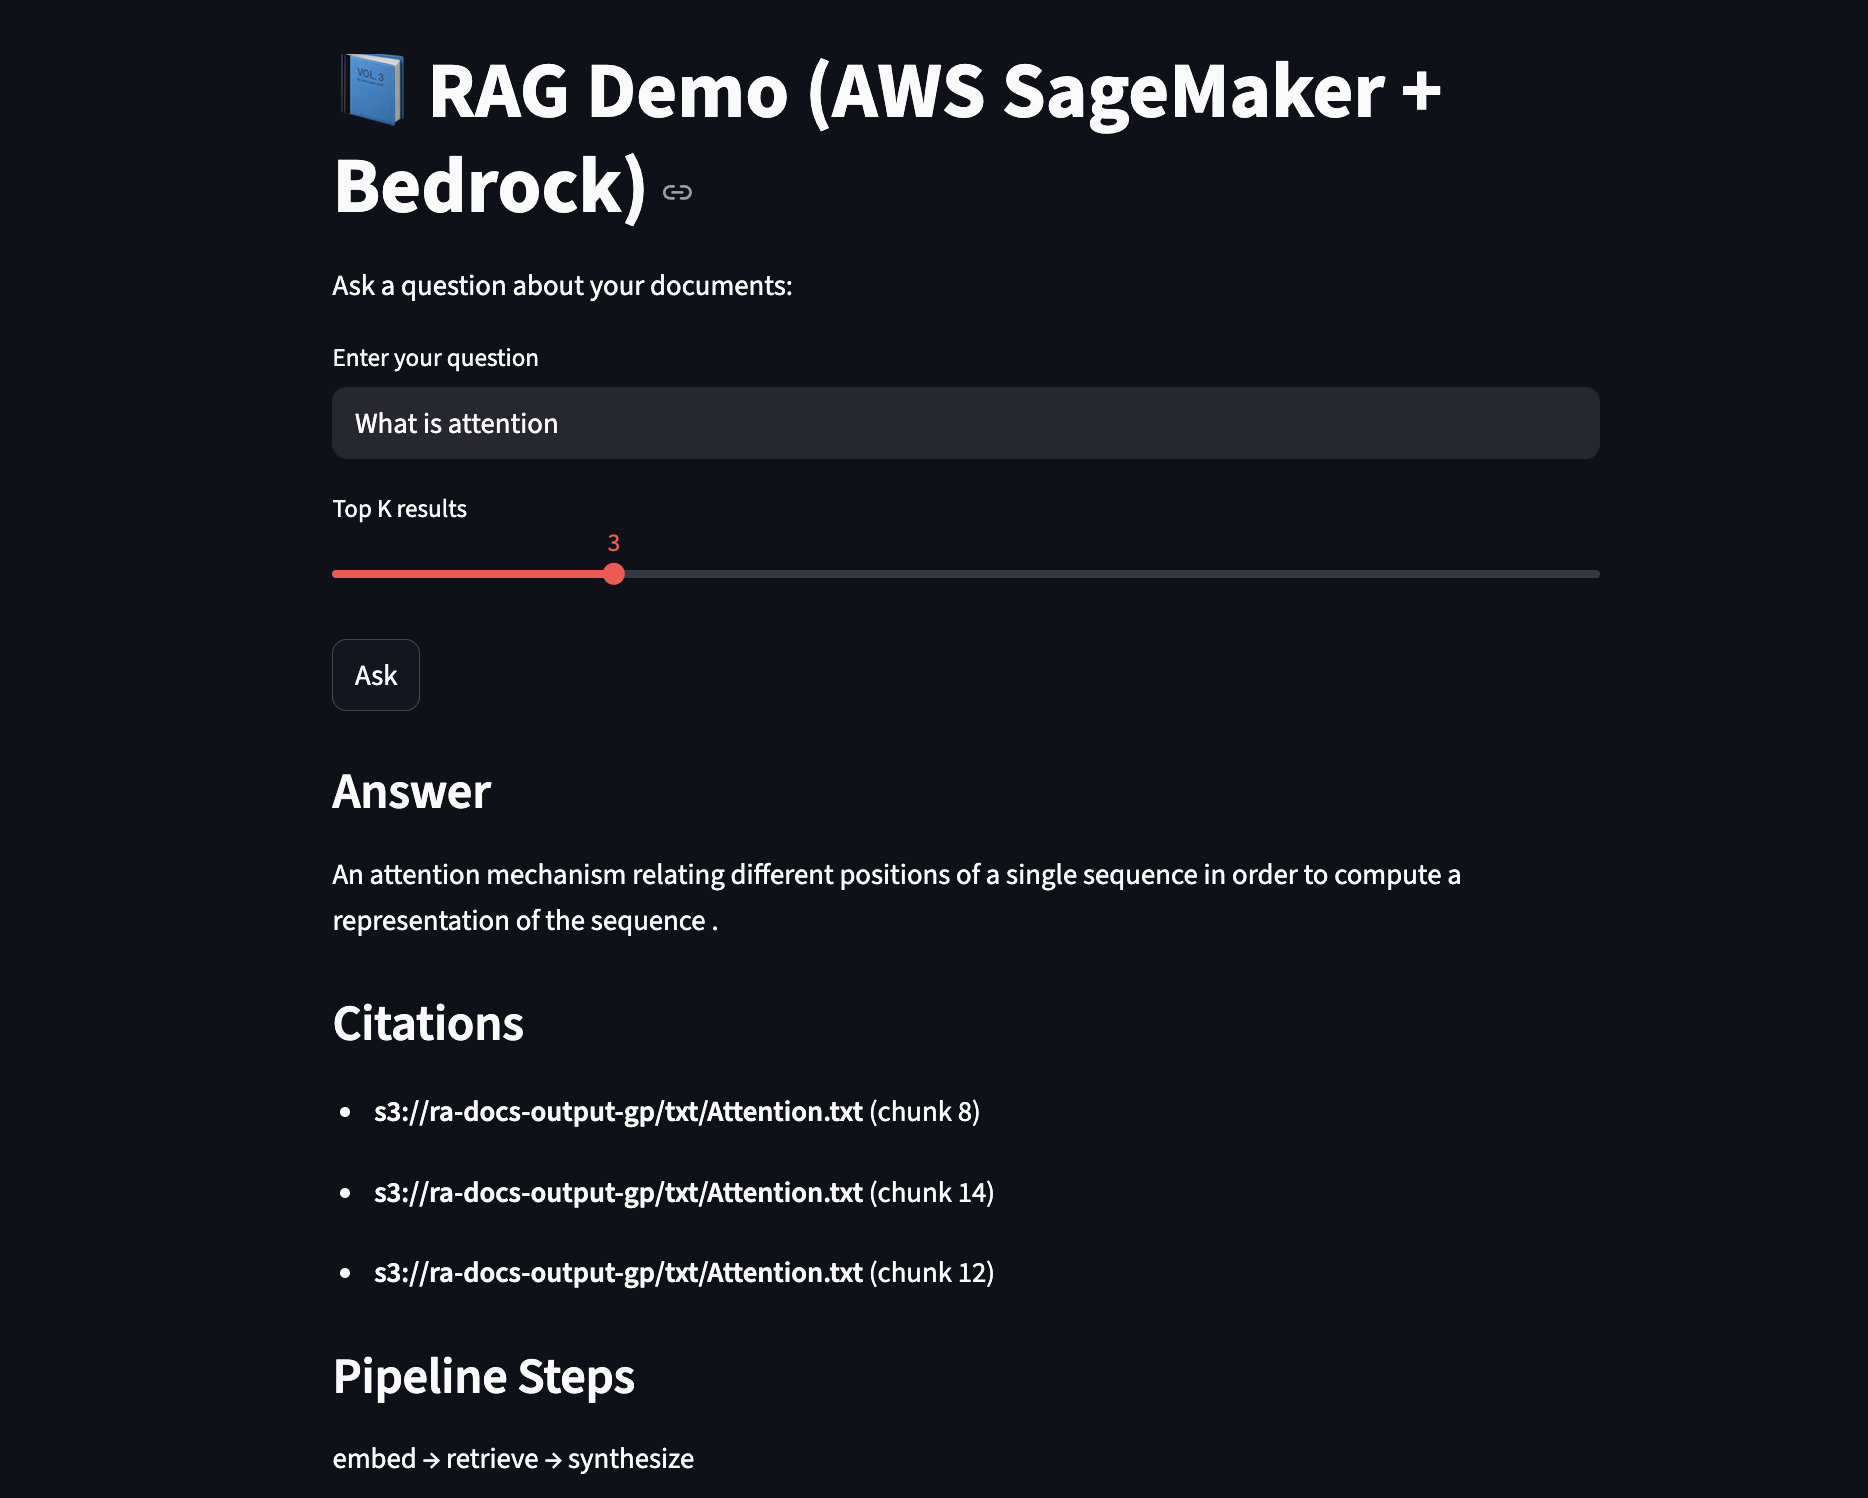 VOL. 3
RAG Demo (AWS SageMaker +
Bedrock)
Ask a question about your documents:
Enter your question
What is attention
Top K results
3
Ask
Answer
An attention mechanism relating different positions of a single sequence in order to compute a
representation of the sequence .
Citations
• s3://ra-docs-output-gp/txt/Attention.txt (chunk 8)
• s3://ra-docs-output-gp/txt/Attention.txt (chunk 14)
• s3://ra-docs-output-gp/txt/Attention.txt (chunk 12)
Pipeline Steps
embed → retrieve → synthesize